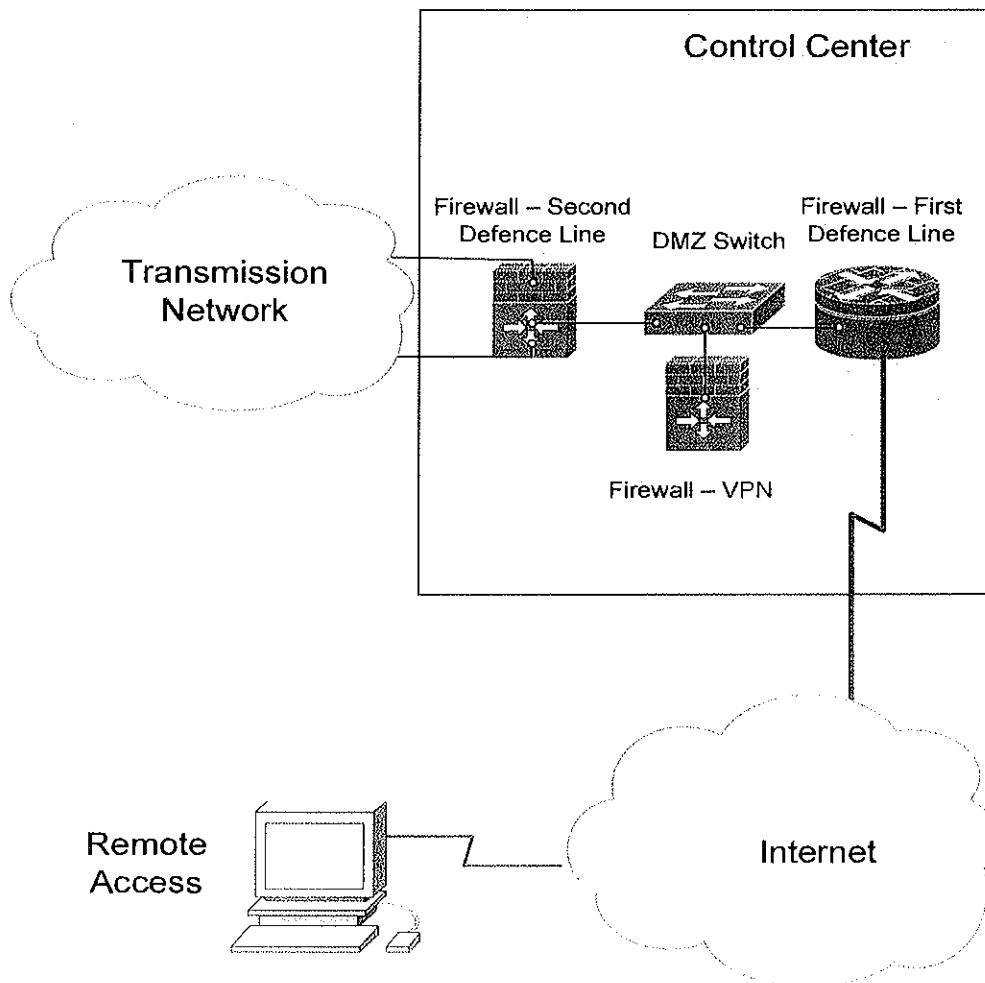 Control Center
Firewall – Second
Defence Line
DMZ Switch
Firewall – First
Defence Line
Transmission
Network
Firewall – VPN
Remote
Access
Internet